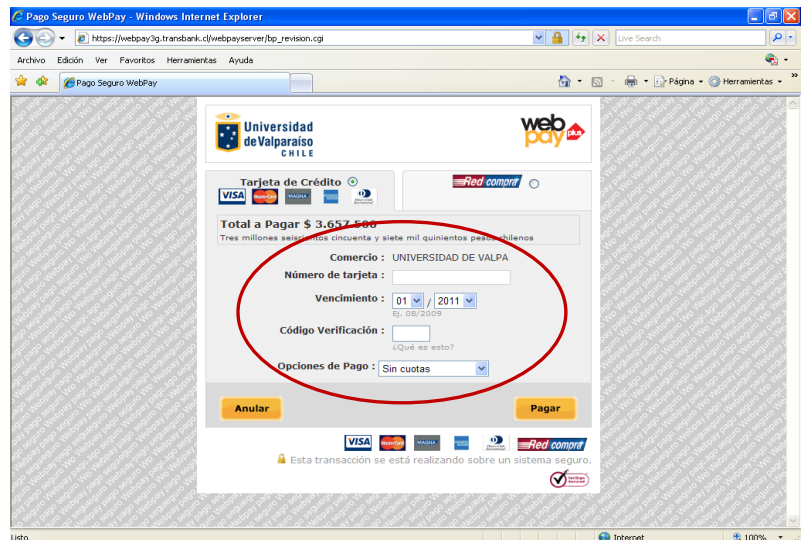 Pago Seguro WebPay - Windows Internet Explorer
https://webpay3g.transbank.cl/webpayserver/bp_revision.cgi
Live Search
Archivo Edición Ver Favoritos Herramientas Ayuda
Pago Seguro WebPay
Página
Herramientas
Universidad
de Valparaíso
CHILE
web
pay plus
Tarjeta de Crédito
Red compra
VISA MasterCard MAGNA
Total a Pagar $ 3.657.500
Tres millones seiscientos cincuenta y siete mil quinientos pesos chilenos
Comercio : UNIVERSIDAD DE VALPA
Número de tarjeta :
Vencimiento : 01 / 2011
Ej. 08/2009
Código Verificación :
¿Qué es esto?
Opciones de Pago : Sin cuotas
Anular
Pagar
VISA MasterCard MAGNA Red compra
Esta transacción se está realizando sobre un sistema seguro.
Listo
Internet
100%